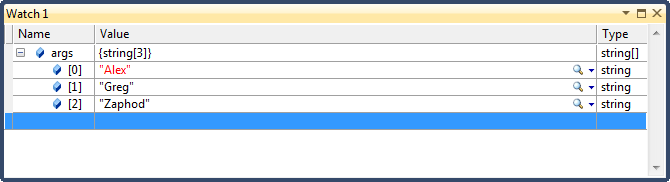 Watch 1
Name Value Type
args {string[3]} string[]
[0] "Alex" string
[1] "Greg" string
[2] "Zaphod" string